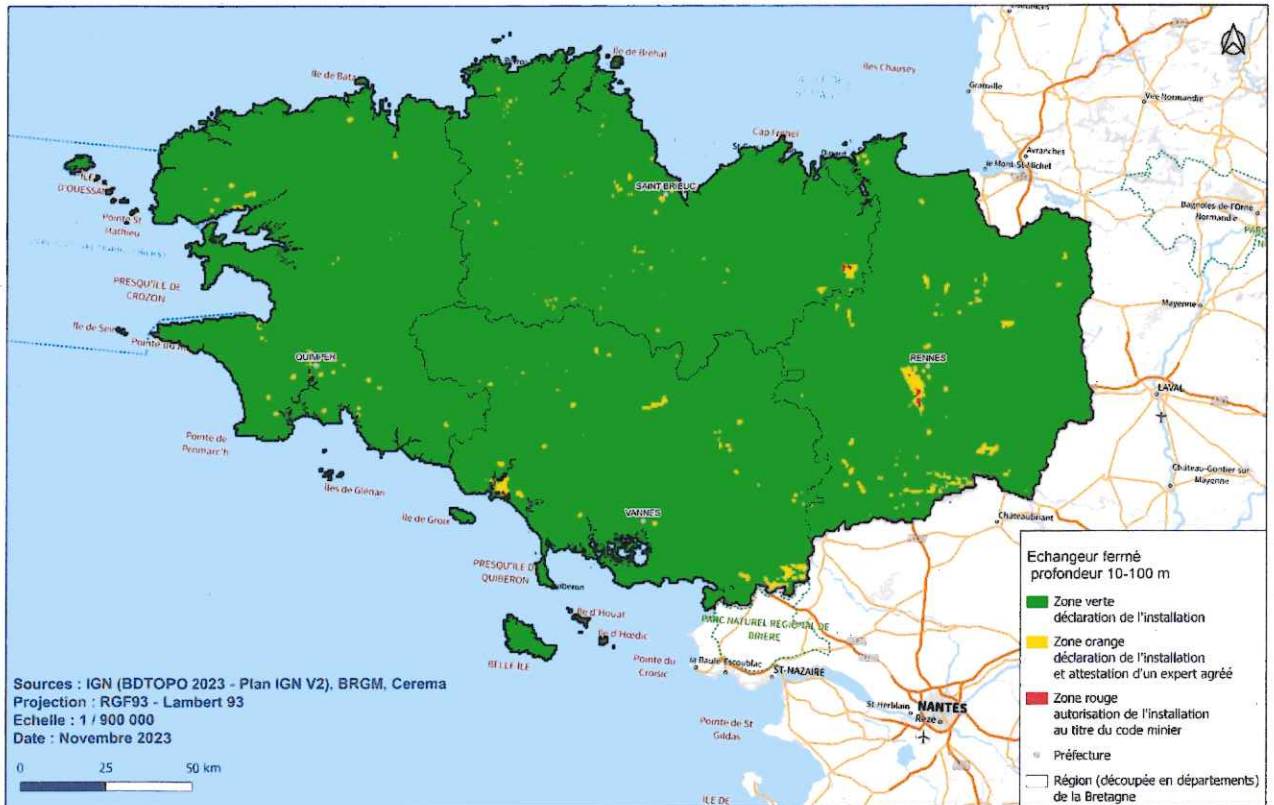 Ile de Bréhat
Iles Chausey
Granville
Vire Normandie
Ile de Batz
Cap Fréhel
Avranches
le Mont-St-Michel
D'OUESSANT
SAINT BRIEUC
Bagnoles-de-l'Orne
Normandie
Pointe St
Mathieu
PRESQU'ILE DE
CROZON
Mayenne
Ile de Sein
QUIMPER
RENNES
LAVAL
Pointe de
Penmarc'h
Château-Gontier sur
Mayenne
Iles de Glénan
Ile de Groix
VANNES
Châteaubriant
PRESQU'ILE D
QUIBERON
uiberon
Ile d'Houat
Ile d'Hœdic
BELLE ILE
PARC NATUREL REGIONAL DE
BRIÈRE
Pointe du
Croisic
la Baule-Escoublac
ST-NAZAIRE
St-Herblain
NANTES
Rezé
Pointe de St
Gildas
ILE DE
Sources : IGN (BDTOPO 2023 - Plan IGN V2), BRGM, Cerema
Projection : RGF93 - Lambert 93
Echelle : 1 / 900 000
Date : Novembre 2023
0 25 50 km
Echangeur fermé
profondeur 10-100 m
Zone verte
déclaration de l'installation
Zone orange
déclaration de l'installation
et attestation d'un expert agréé
Zone rouge
autorisation de l'installation
au titre du code minier
Préfecture
Région (découpée en départements)
de la Bretagne